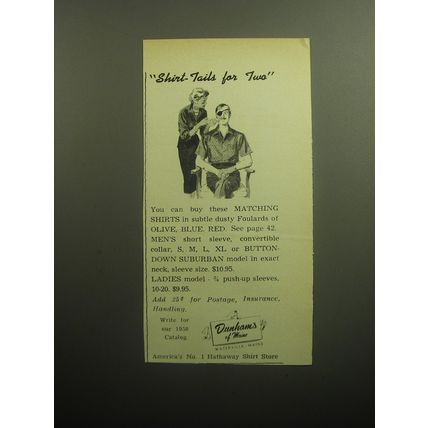 "Shirt-Tails for Two"
You can buy these MATCHING
SHIRTS in subtle dusty Foulards of
OLIVE, BLUE, RED. See page 42.
MEN'S short sleeve, convertible
collar, S, M, L, XL or BUTTON-
DOWN SUBURBAN model in exact
neck, sleeve size. $10.95.
LADIES model - ¾ push-up sleeves,
10-20. $9.95.
Add 25¢ for Postage, Insurance,
Handling.
Write for
our 1958
Catalog.
Dunham's
of Maine
WATERVILLE, MAINE
America's No. 1 Hathaway Shirt Store